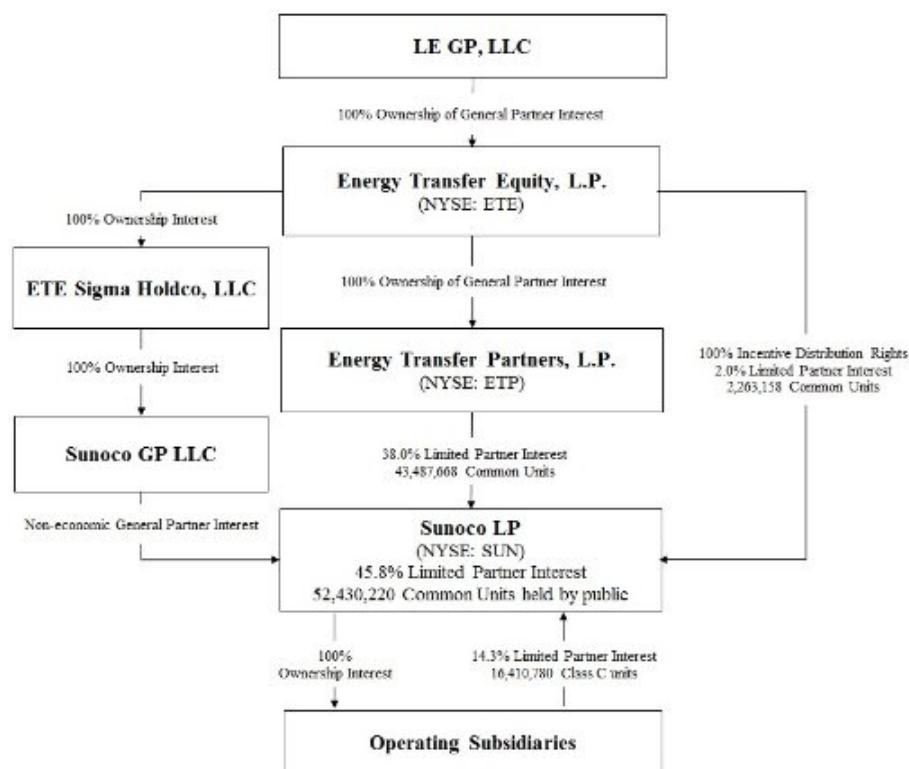 LE GP, LLC
100% Ownership of General Partner Interest
Energy Transfer Equity, L.P.
(NYSE: ETE)
100% Ownership Interest
ETE Sigma Holdco, LLC
100% Ownership of General Partner Interest
100% Ownership Interest
Energy Transfer Partners, L.P.
(NYSE: ETP)
100% Incentive Distribution Rights
2.0% Limited Partner Interest
2,263,158 Common Units
Sunoco GP LLC
38.0% Limited Partner Interest
43,487,668 Common Units
Non-economic General Partner Interest
Sunoco LP
(NYSE: SUN)
45.8% Limited Partner Interest
52,430,220 Common Units held by public
100%
Ownership Interest
14.3% Limited Partner Interest
16,410,780 Class C units
Operating Subsidiaries